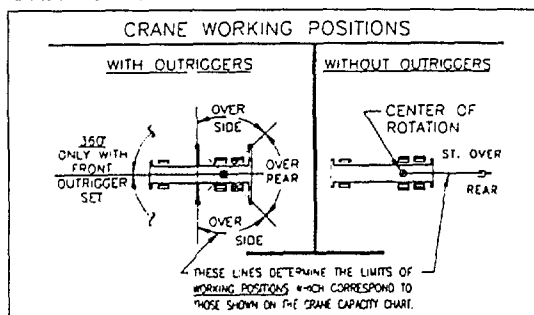 CRANE WORKING POSITIONS
WITH OUTRIGGERS
WITHOUT OUTRIGGERS
OVER
SIDE
360°
ONLY WITH
FRONT
OUTRIGGER
SET
OVER
REAR
OVER
SIDE
CENTER OF
ROTATION
ST. OVER
REAR
THESE LINES DETERMINE THE LIMITS OF
WORKING POSITIONS WHICH CORRESPOND TO
THOSE SHOWN ON THE CRANE CAPACITY CHART.